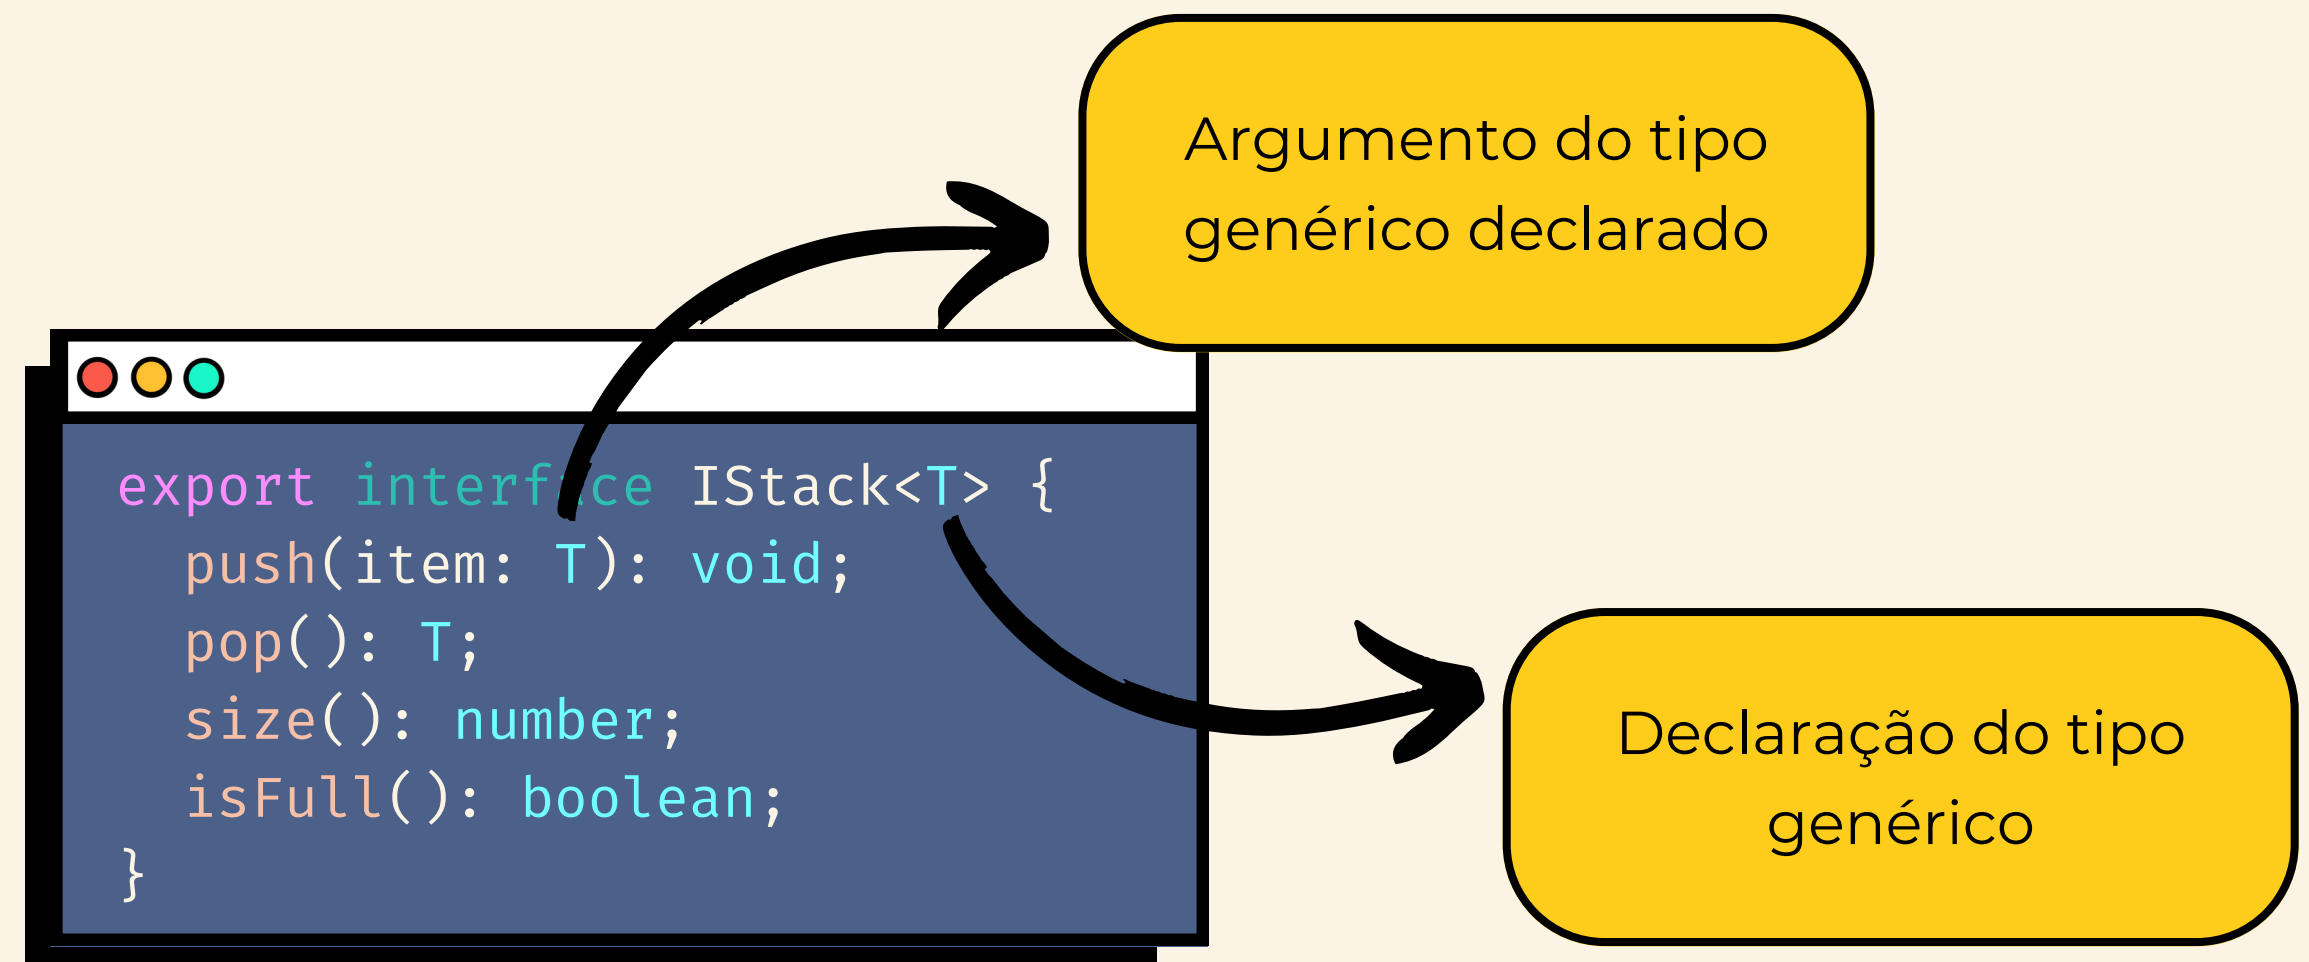 Argumento do tipo
genérico declarado
export interface IStack<T> {
push(item: T): void;
pop(): T;
size(): number;
isFull(): boolean;
}
Declaração do tipo
genérico